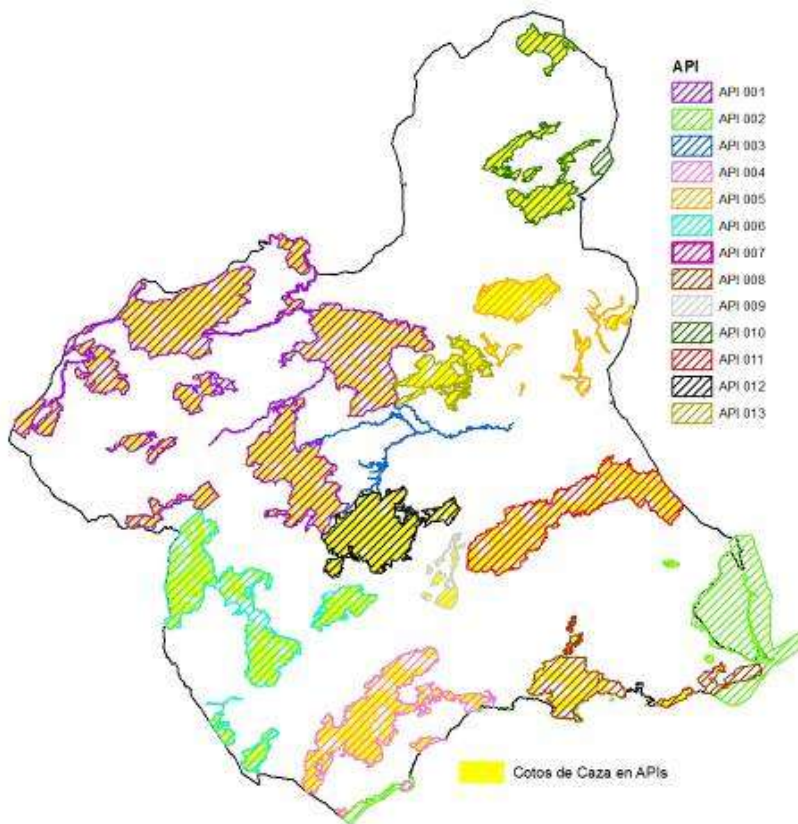 API
API 001
API 002
API 003
API 004
API 005
API 006
API 007
API 008
API 009
API 010
API 011
API 012
API 013
Cotos de Caza en APIs